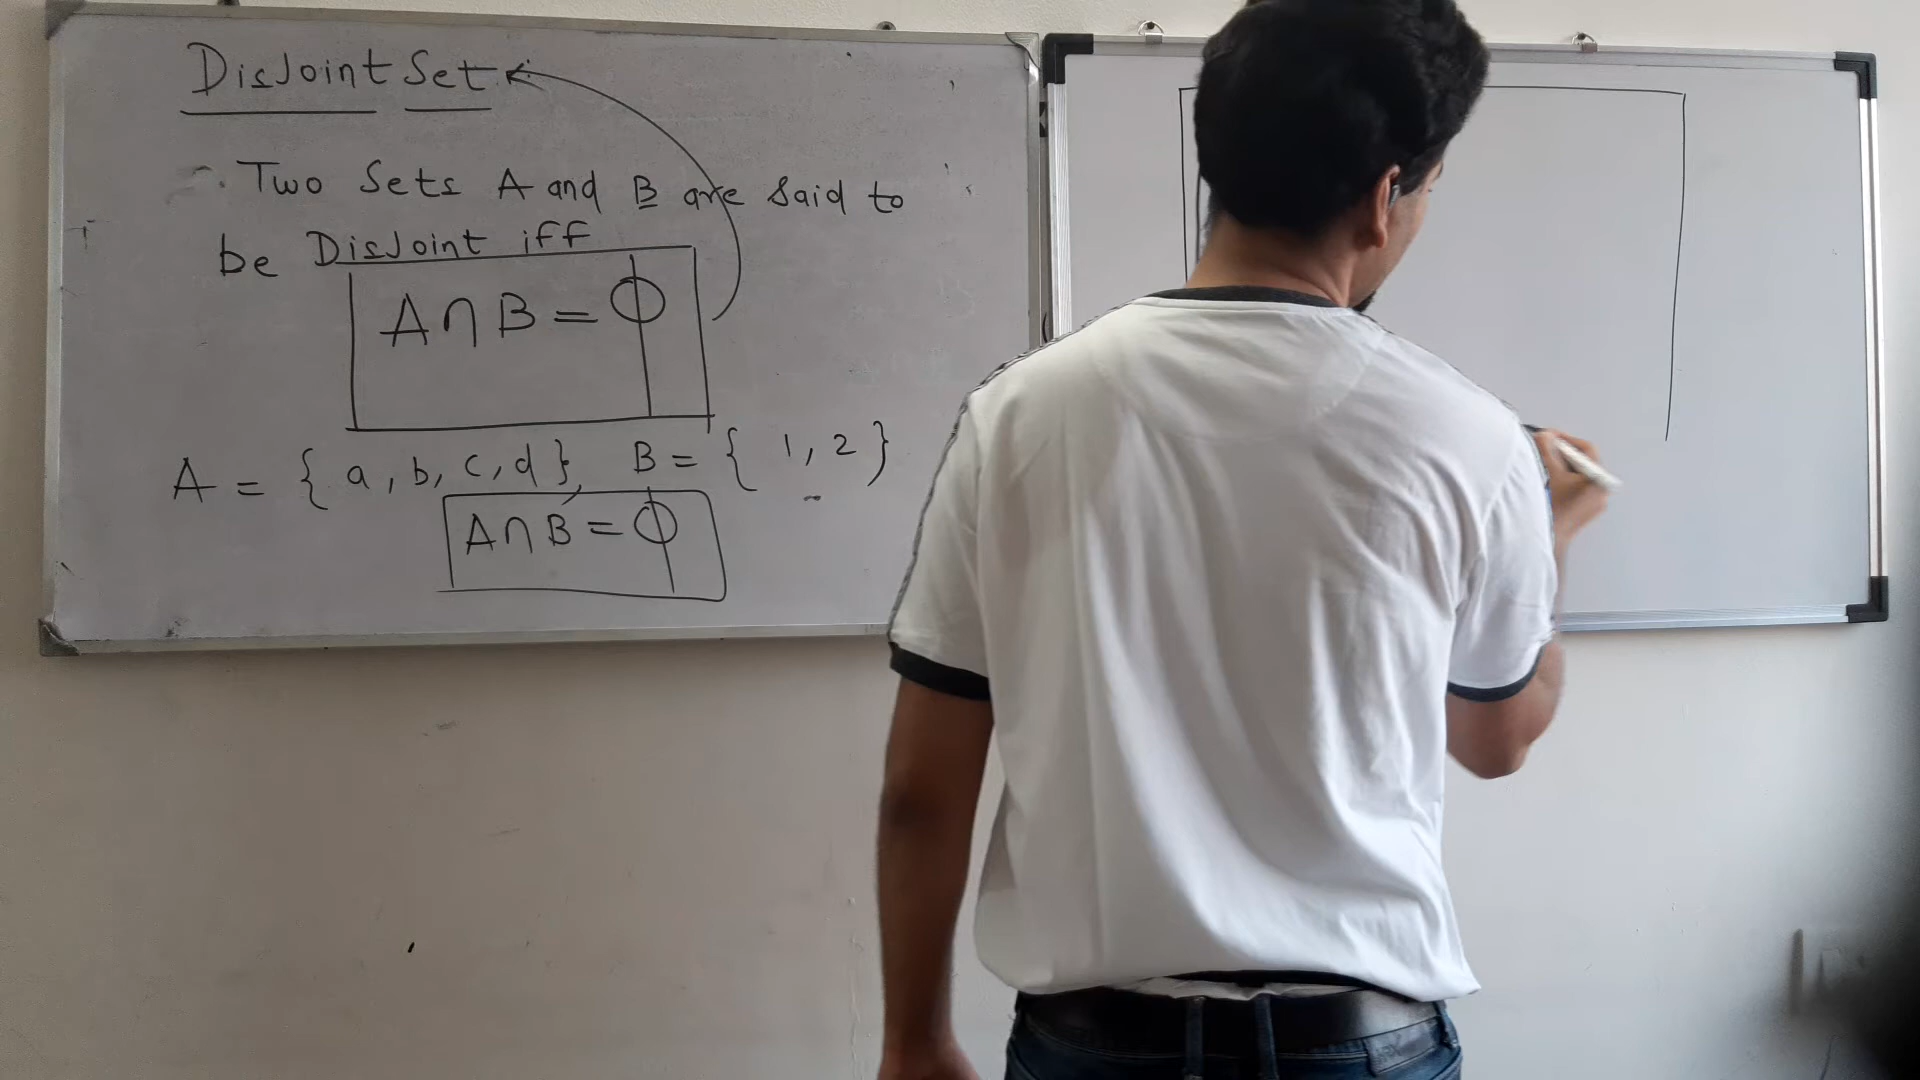 DisJoint Set
Two Sets A and B are said to
be DisJoint iff
A∩B = Φ
A = { a, b, c, d }, B = { 1, 2 }
A∩B = Φ